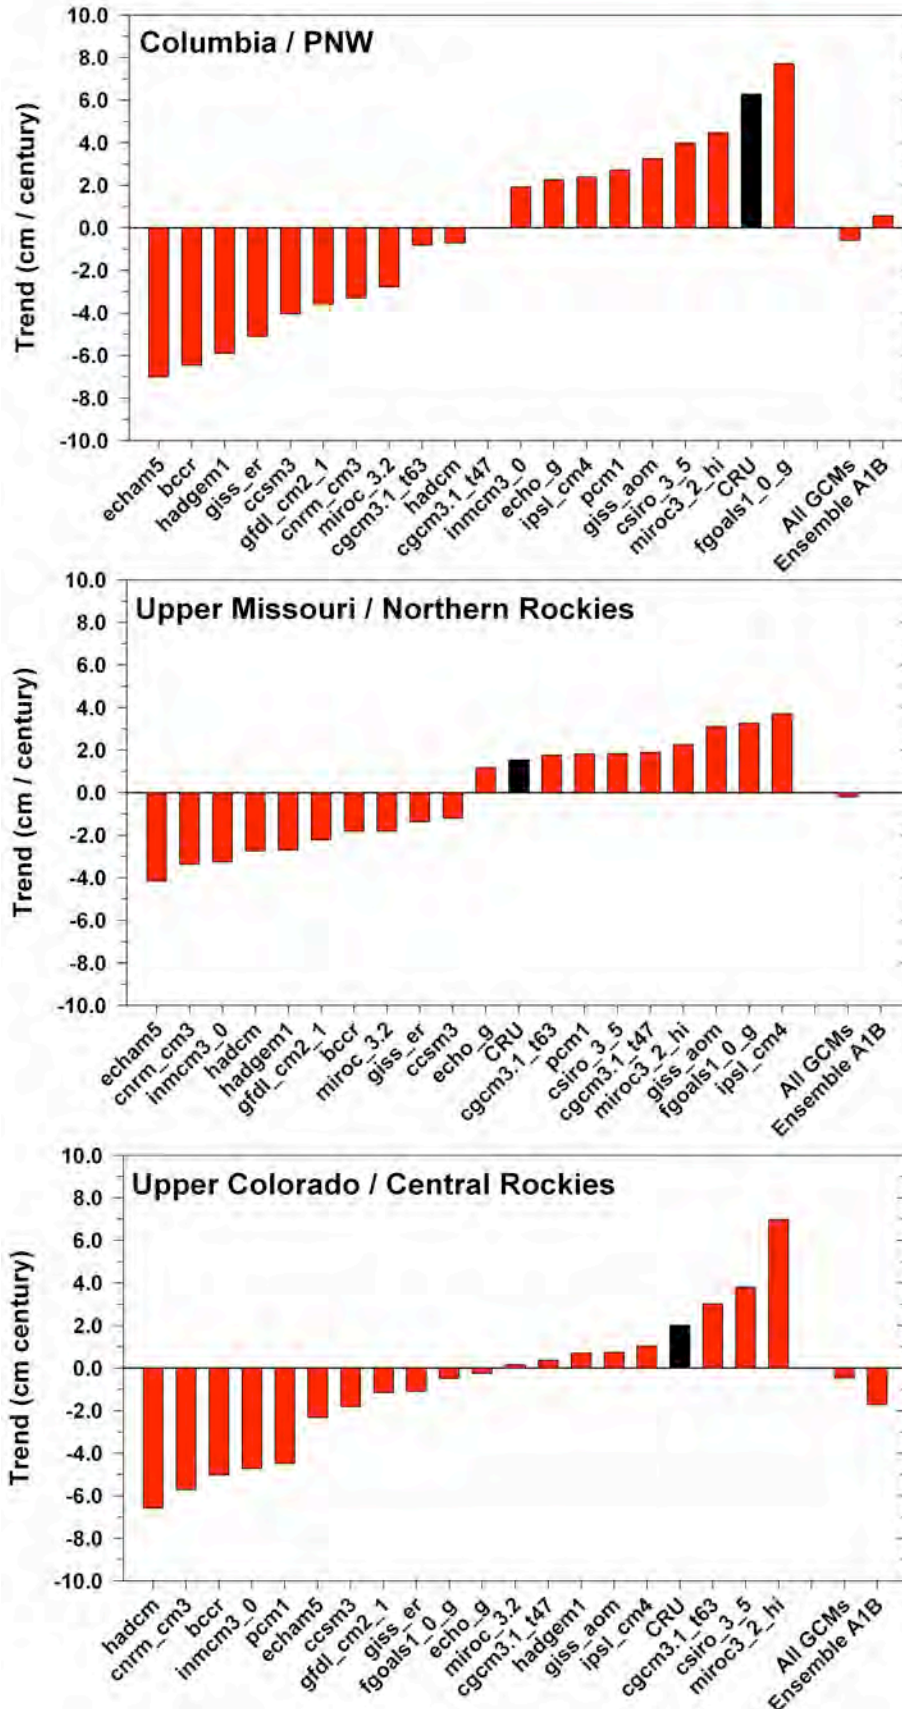 Columbia / PNW
Trend (cm / century)
10.0
8.0
6.0
4.0
2.0
0.0
-2.0
-4.0
-6.0
-8.0
-10.0
echam5
bccr
hadgem1
giss_er
ccsm3
gfdl_cm2_1
cnrm_cm3
miroc_3.2
cgcm3.1_t63
hadcm
cgcm3.1_t47
inmcm3_0
echo_g
ipsl_cm4
pcm1
giss_aom
csiro_3_5
miroc3_2_hi
CRU
fgoals1_0_g
All GCMs
Ensemble A1B
Upper Missouri / Northern Rockies
Trend (cm / century)
10.0
8.0
6.0
4.0
2.0
0.0
-2.0
-4.0
-6.0
-8.0
-10.0
echam5
cnrm_cm3
inmcm3_0
hadcm
hadgem1
gfdl_cm2_1
bccr
miroc_3.2
giss_er
ccsm3
echo_g
CRU
cgcm3.1_t63
pcm1
csiro_3_5
cgcm3.1_t47
miroc3_2_hi
giss_aom
fgoals1_0_g
ipsl_cm4
All GCMs
Ensemble A1B
Upper Colorado / Central Rockies
Trend (cm century)
10.0
8.0
6.0
4.0
2.0
0.0
-2.0
-4.0
-6.0
-8.0
-10.0
hadcm
cnrm_cm3
bccr
inmcm3_0
pcm1
echam5
ccsm3
gfdl_cm2_1
giss_er
fgoals1_0_g
echo_g
miroc_3.2
cgcm3.1_t47
hadgem1
giss_aom
ipsl_cm4
CRU
cgcm3.1_t63
csiro_3_5
miroc3_2_hi
All GCMs
Ensemble A1B